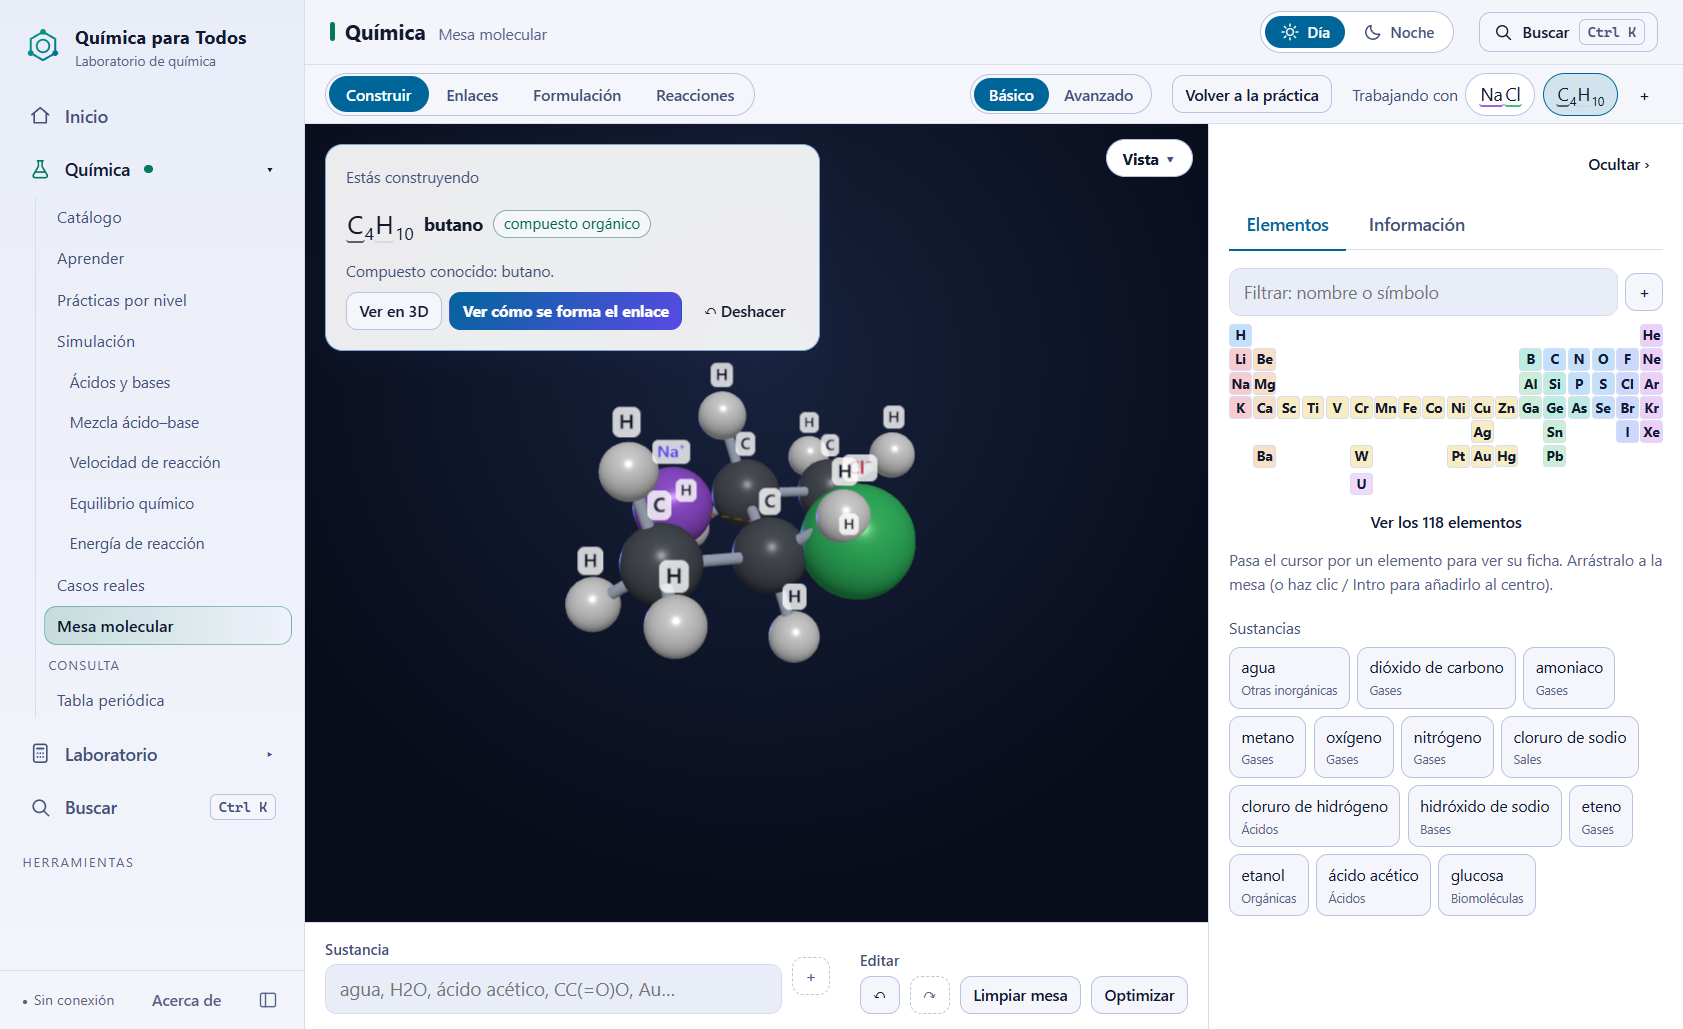 Química para Todos
Laboratorio de química
Inicio
Química
Catálogo
Aprender
Prácticas por nivel
Simulación
Ácidos y bases
Mezcla ácido–base
Velocidad de reacción
Equilibrio químico
Energía de reacción
Casos reales
Mesa molecular
CONSULTA
Tabla periódica
Laboratorio
Buscar Ctrl K
HERRAMIENTAS
Sin conexión Acerca de
Química Mesa molecular
Día Noche
Buscar Ctrl K
Construir Enlaces Formulación Reacciones
Básico Avanzado
Volver a la práctica
Trabajando con NaCl C4H10 +
Estás construyendo
C4H10 butano compuesto orgánico
Compuesto conocido: butano.
Ver en 3D Ver cómo se forma el enlace Deshacer
Vista
H
H H H
Na⁺ C C
H Cl⁻
C H C
H
H
H
H
Ocultar ›
Elementos Información
Filtrar: nombre o símbolo +
H He
Li Be B C N O F Ne
Na Mg Al Si P S Cl Ar
K Ca Sc Ti V Cr Mn Fe Co Ni Cu Zn Ga Ge As Se Br Kr
Ag Sn I Xe
Ba W Pt Au Hg Pb
U
Ver los 118 elementos
Pasa el cursor por un elemento para ver su ficha. Arrástralo a la
mesa (o haz clic / Intro para añadirlo al centro).
Sustancias
agua dióxido de carbono amoniaco
Otras inorgánicas Gases Gases
metano oxígeno nitrógeno cloruro de sodio
Gases Gases Gases Sales
cloruro de hidrógeno hidróxido de sodio eteno
Ácidos Bases Gases
etanol ácido acético glucosa
Orgánicas Ácidos Biomoléculas
Sustancia
agua, H2O, ácido acético, CC(=O)O, Au... +
Editar
Limpiar mesa Optimizar